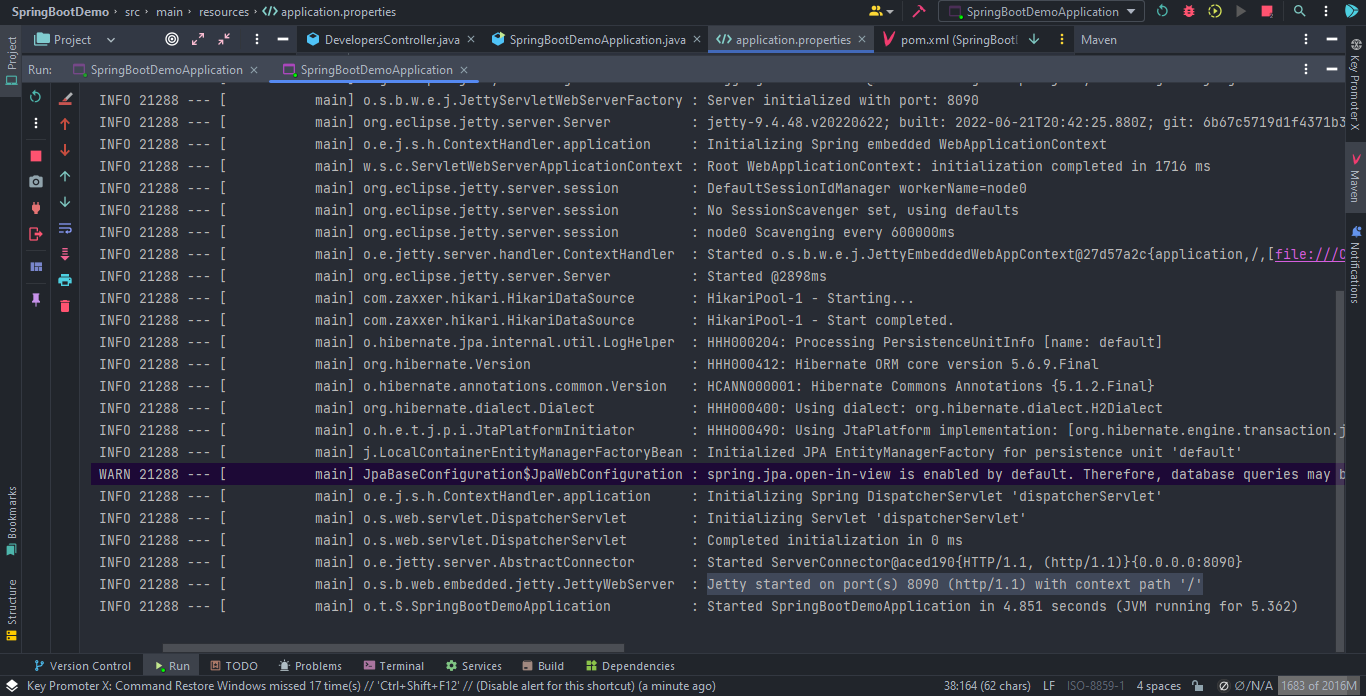 SpringBootDemo › src › main › resources › application.properties
SpringBootDemoApplication
Project
DevelopersController.java
SpringBootDemoApplication.java
application.properties
pom.xml (SpringBootI
Maven
Run:
SpringBootDemoApplication
SpringBootDemoApplication
INFO 21288 --- [           main] o.s.b.w.e.j.JettyServletWebServerFactory : Server initialized with port: 8090
INFO 21288 --- [           main] org.eclipse.jetty.server.Server          : jetty-9.4.48.v20220622; built: 2022-06-21T20:42:25.880Z; git: 6b67c5719d1f4371b3
INFO 21288 --- [           main] o.e.j.s.h.ContextHandler.application     : Initializing Spring embedded WebApplicationContext
INFO 21288 --- [           main] w.s.c.ServletWebServerApplicationContext : Root WebApplicationContext: initialization completed in 1716 ms
INFO 21288 --- [           main] org.eclipse.jetty.server.session         : DefaultSessionIdManager workerName=node0
INFO 21288 --- [           main] org.eclipse.jetty.server.session         : No SessionScavenger set, using defaults
INFO 21288 --- [           main] org.eclipse.jetty.server.session         : node0 Scavenging every 600000ms
INFO 21288 --- [           main] o.e.jetty.server.handler.ContextHandler  : Started o.s.b.w.e.j.JettyEmbeddedWebAppContext@27d57a2c{application,/,[file:///C
INFO 21288 --- [           main] org.eclipse.jetty.server.Server          : Started @2898ms
INFO 21288 --- [           main] com.zaxxer.hikari.HikariDataSource       : HikariPool-1 - Starting...
INFO 21288 --- [           main] com.zaxxer.hikari.HikariDataSource       : HikariPool-1 - Start completed.
INFO 21288 --- [           main] o.hibernate.jpa.internal.util.LogHelper  : HHH000204: Processing PersistenceUnitInfo [name: default]
INFO 21288 --- [           main] org.hibernate.Version                    : HHH000412: Hibernate ORM core version 5.6.9.Final
INFO 21288 --- [           main] o.hibernate.annotations.common.Version   : HCANN000001: Hibernate Commons Annotations {5.1.2.Final}
INFO 21288 --- [           main] org.hibernate.dialect.Dialect            : HHH000400: Using dialect: org.hibernate.dialect.H2Dialect
INFO 21288 --- [           main] o.h.e.t.j.p.i.JtaPlatformInitiator       : HHH000490: Using JtaPlatform implementation: [org.hibernate.engine.transaction.j
INFO 21288 --- [           main] j.LocalContainerEntityManagerFactoryBean : Initialized JPA EntityManagerFactory for persistence unit 'default'
WARN 21288 --- [           main] JpaBaseConfiguration$JpaWebConfiguration : spring.jpa.open-in-view is enabled by default. Therefore, database queries may b
INFO 21288 --- [           main] o.e.j.s.h.ContextHandler.application     : Initializing Spring DispatcherServlet 'dispatcherServlet'
INFO 21288 --- [           main] o.s.web.servlet.DispatcherServlet        : Initializing Servlet 'dispatcherServlet'
INFO 21288 --- [           main] o.s.web.servlet.DispatcherServlet        : Completed initialization in 0 ms
INFO 21288 --- [           main] o.e.jetty.server.AbstractConnector       : Started ServerConnector@aced190{HTTP/1.1, (http/1.1)}{0.0.0.0:8090}
INFO 21288 --- [           main] o.s.b.web.embedded.jetty.JettyWebServer  : Jetty started on port(s) 8090 (http/1.1) with context path '/'
INFO 21288 --- [           main] o.t.S.SpringBootDemoApplication          : Started SpringBootDemoApplication in 4.851 seconds (JVM running for 5.362)
Project
Bookmarks
Structure
Key Promoter X
Maven
Notifications
Version Control
Run
TODO
Problems
Terminal
Services
Build
Dependencies
Key Promoter X: Command Restore Windows missed 17 time(s) // 'Ctrl+Shift+F12' // (Disable alert for this shortcut) (a minute ago)
38:164 (62 chars)
LF
ISO-8859-1
4 spaces
Ø/N/A
1683 of 2016M